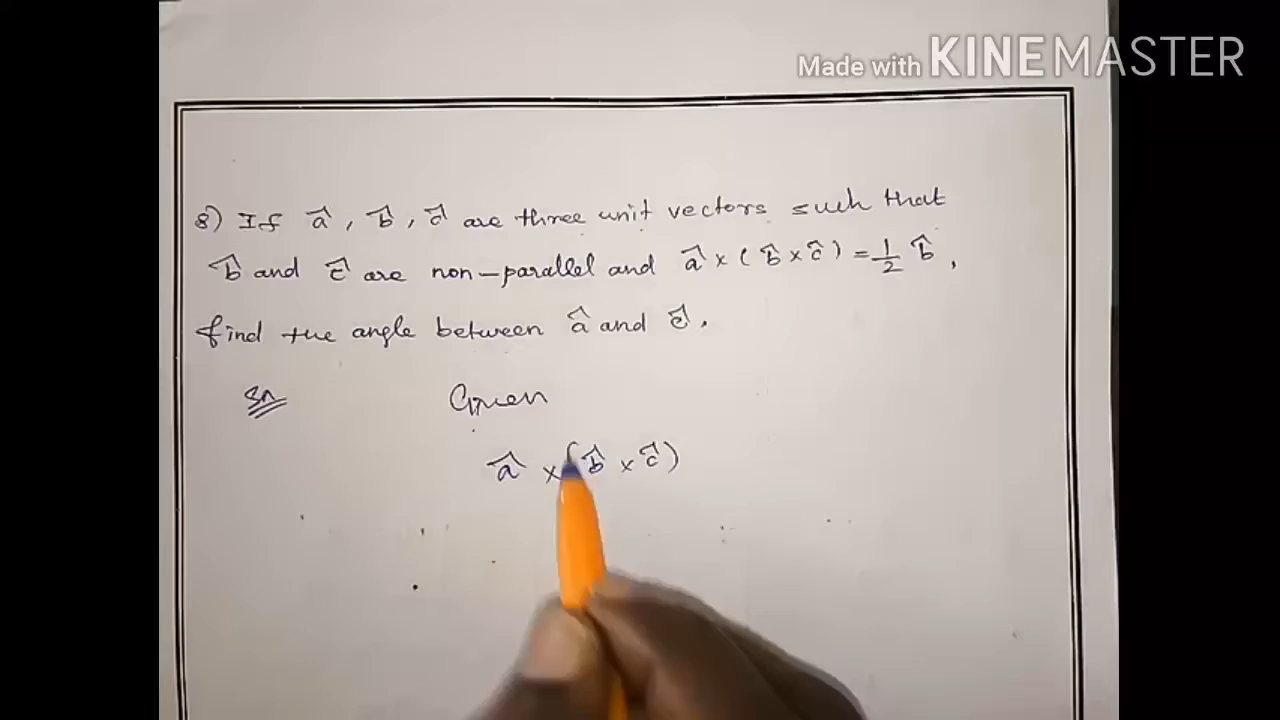 Made with KINEMASTER
8) If â, b̂, ĉ are three unit vectors such that
b̂ and ĉ are non-parallel and â × (b̂ × ĉ) = 1/2 b̂,
find the angle between â and ĉ.
Sn Given
â × (b̂ × ĉ)